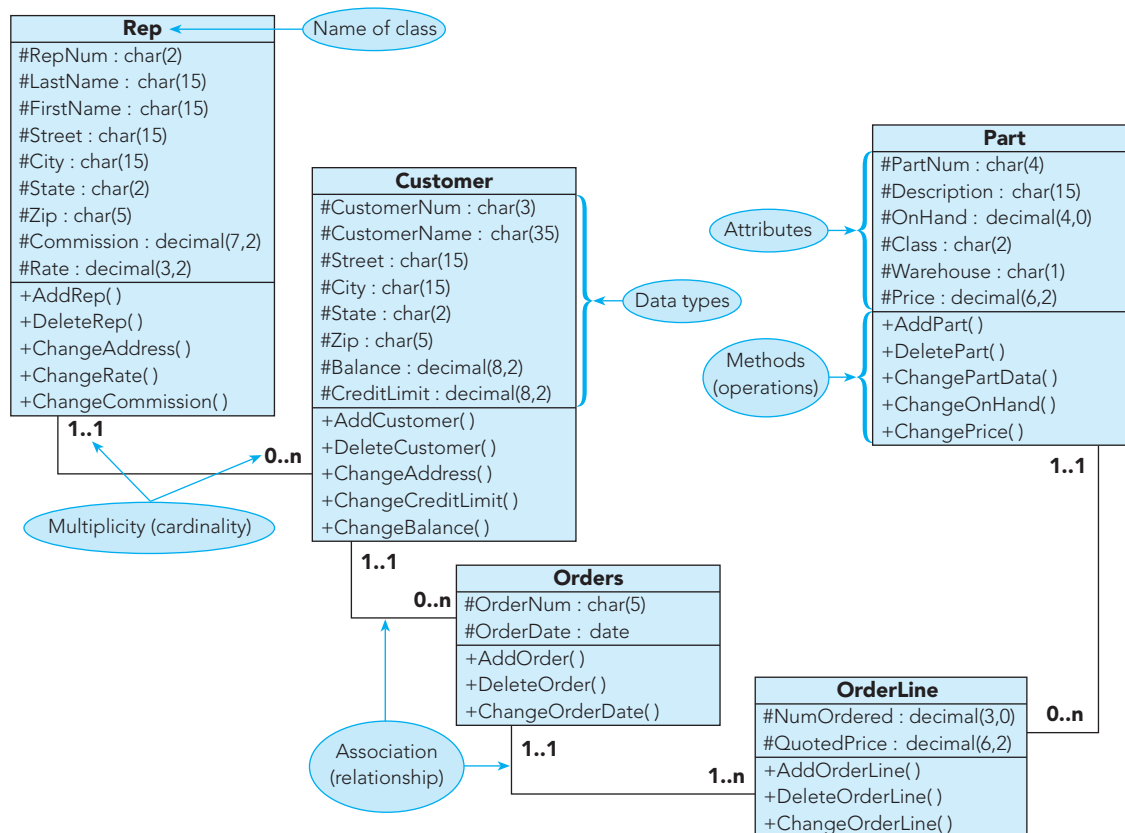 Rep
Name of class
#RepNum : char(2)
#LastName : char(15)
#FirstName : char(15)
#Street : char(15)
#City : char(15)
#State : char(2)
#Zip : char(5)
#Commission : decimal(7,2)
#Rate : decimal(3,2)
+AddRep( )
+DeleteRep( )
+ChangeAddress( )
+ChangeRate( )
+ChangeCommission( )
1..1
0..n
Multiplicity (cardinality)
Customer
#CustomerNum : char(3)
#CustomerName : char(35)
#Street : char(15)
#City : char(15)
#State : char(2)
#Zip : char(5)
#Balance : decimal(8,2)
#CreditLimit : decimal(8,2)
+AddCustomer( )
+DeleteCustomer( )
+ChangeAddress( )
+ChangeCreditLimit( )
+ChangeBalance( )
Data types
1..1
0..n
Part
#PartNum : char(4)
#Description : char(15)
#OnHand : decimal(4,0)
#Class : char(2)
#Warehouse : char(1)
#Price : decimal(6,2)
+AddPart( )
+DeletePart( )
+ChangePartData( )
+ChangeOnHand( )
+ChangePrice( )
Attributes
Methods
(operations)
1..1
Orders
#OrderNum : char(5)
#OrderDate : date
+AddOrder( )
+DeleteOrder( )
+ChangeOrderDate( )
Association
(relationship)
1..1
1..n
OrderLine
#NumOrdered : decimal(3,0)
#QuotedPrice : decimal(6,2)
+AddOrderLine( )
+DeleteOrderLine( )
+ChangeOrderLine( )
0..n